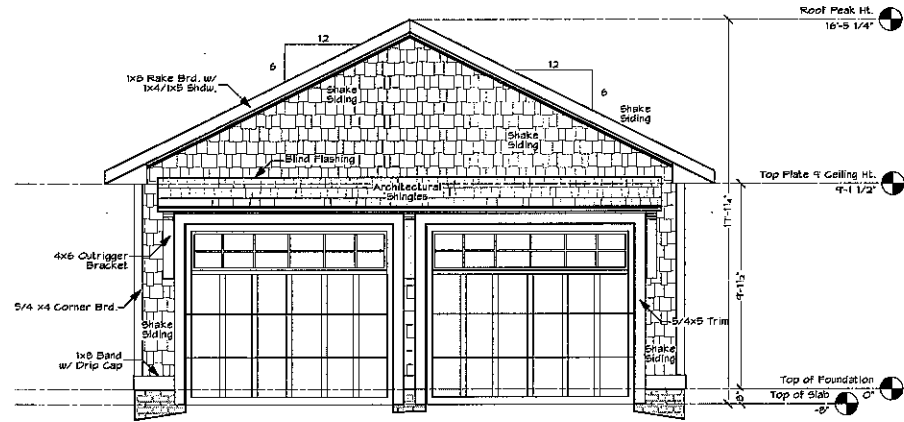 Roof Peak Ht.
16'-5 1/4"
12
6
12
6
1x8 Rake Brd. w/
1x4/1x5 Shdw.
Shake
Siding
Shake
Siding
Shake
Siding
Blind Flashing
Architectural
Shingles
Top Plate & Ceiling Ht.
9'-1 1/2"
17'-1 1/4"
4x6 Outrigger
Bracket
9'-1 1/2"
5/4 x4 Corner Brd.
5/4x5 Trim
Shake
Siding
Shake
Siding
1x8 Band
w/ Drip Cap
Top of Foundation
0"
Top of Slab
-8"
8"